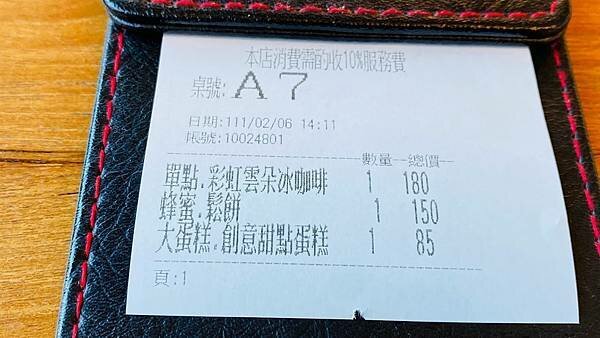 本店消費需酌收10%服務費
桌號:A7
日期:111/02/06 14:11
帳號:10024801
數量--總價--
單點.彩虹雲朵冰咖啡 1 180
蜂蜜.鬆餅 1 150
大蛋糕.創意甜點蛋糕 1 85
頁:1